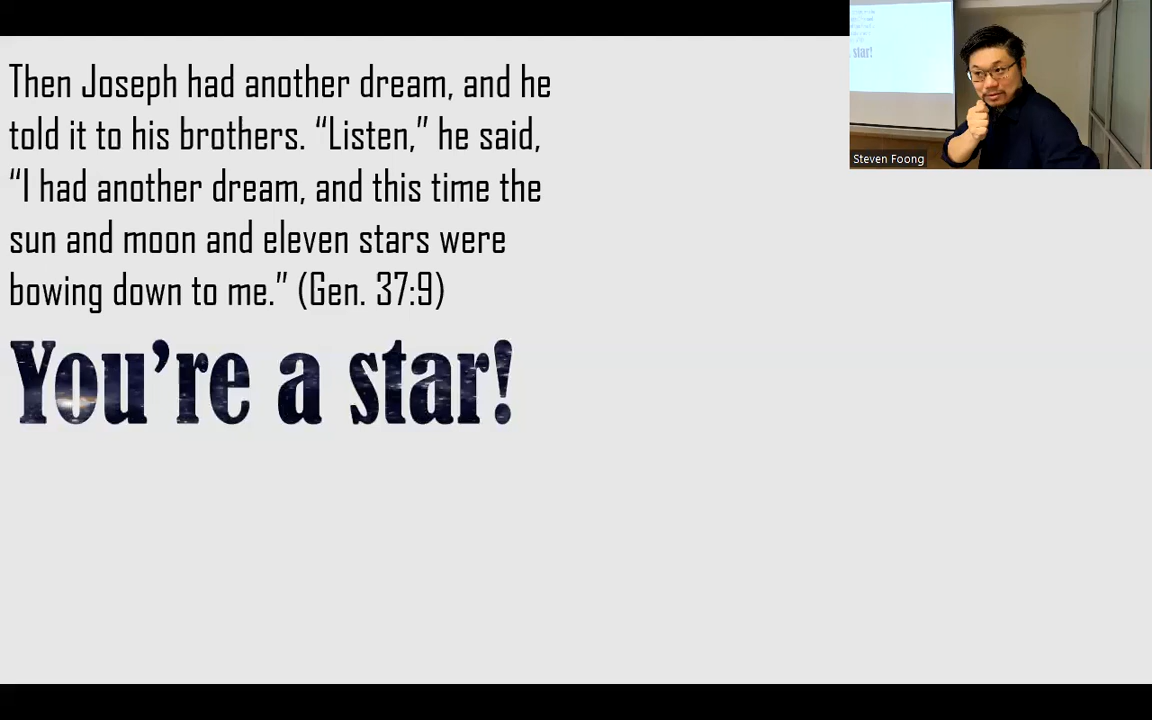 Then Joseph had another dream, and he
told it to his brothers. “Listen,” he said,
“I had another dream, and this time the
sun and moon and eleven stars were
bowing down to me.” (Gen. 37:9)
You’re a star!
a star!
Steven Foong